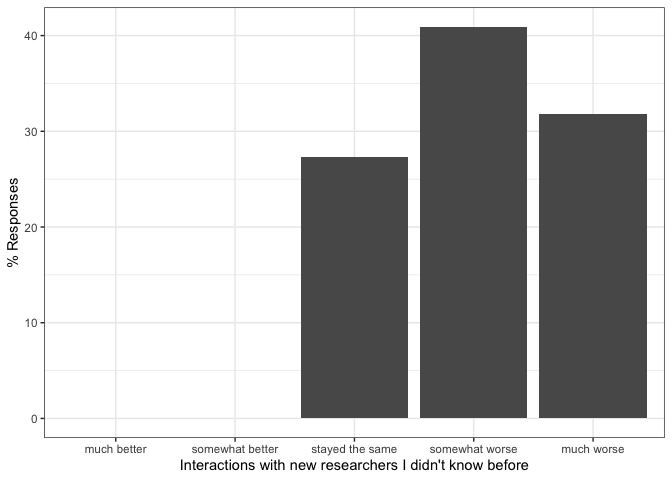 40
30
20
10
0
% Responses
much better somewhat better stayed the same somewhat worse much worse
Interactions with new researchers I didn't know before